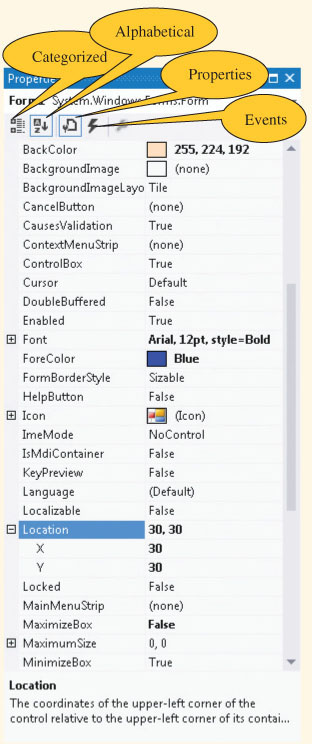 Alphabetical
Categorized
Properties
Events
Form1 System.Windows.Forms.Form
BackColor 255, 224, 192
BackgroundImage (none)
BackgroundImageLayo Tile
CancelButton (none)
CausesValidation True
ContextMenuStrip (none)
ControlBox True
Cursor Default
DoubleBuffered False
Enabled True
Font Arial, 12pt, style=Bold
ForeColor Blue
FormBorderStyle Sizable
HelpButton False
Icon (Icon)
ImeMode NoControl
IsMdiContainer False
KeyPreview False
Language (Default)
Localizable False
Location 30, 30
X 30
Y 30
Locked False
MainMenuStrip (none)
MaximizeBox False
MaximumSize 0, 0
MinimizeBox True
Location
The coordinates of the upper-left corner of the
control relative to the upper-left corner of its contai...